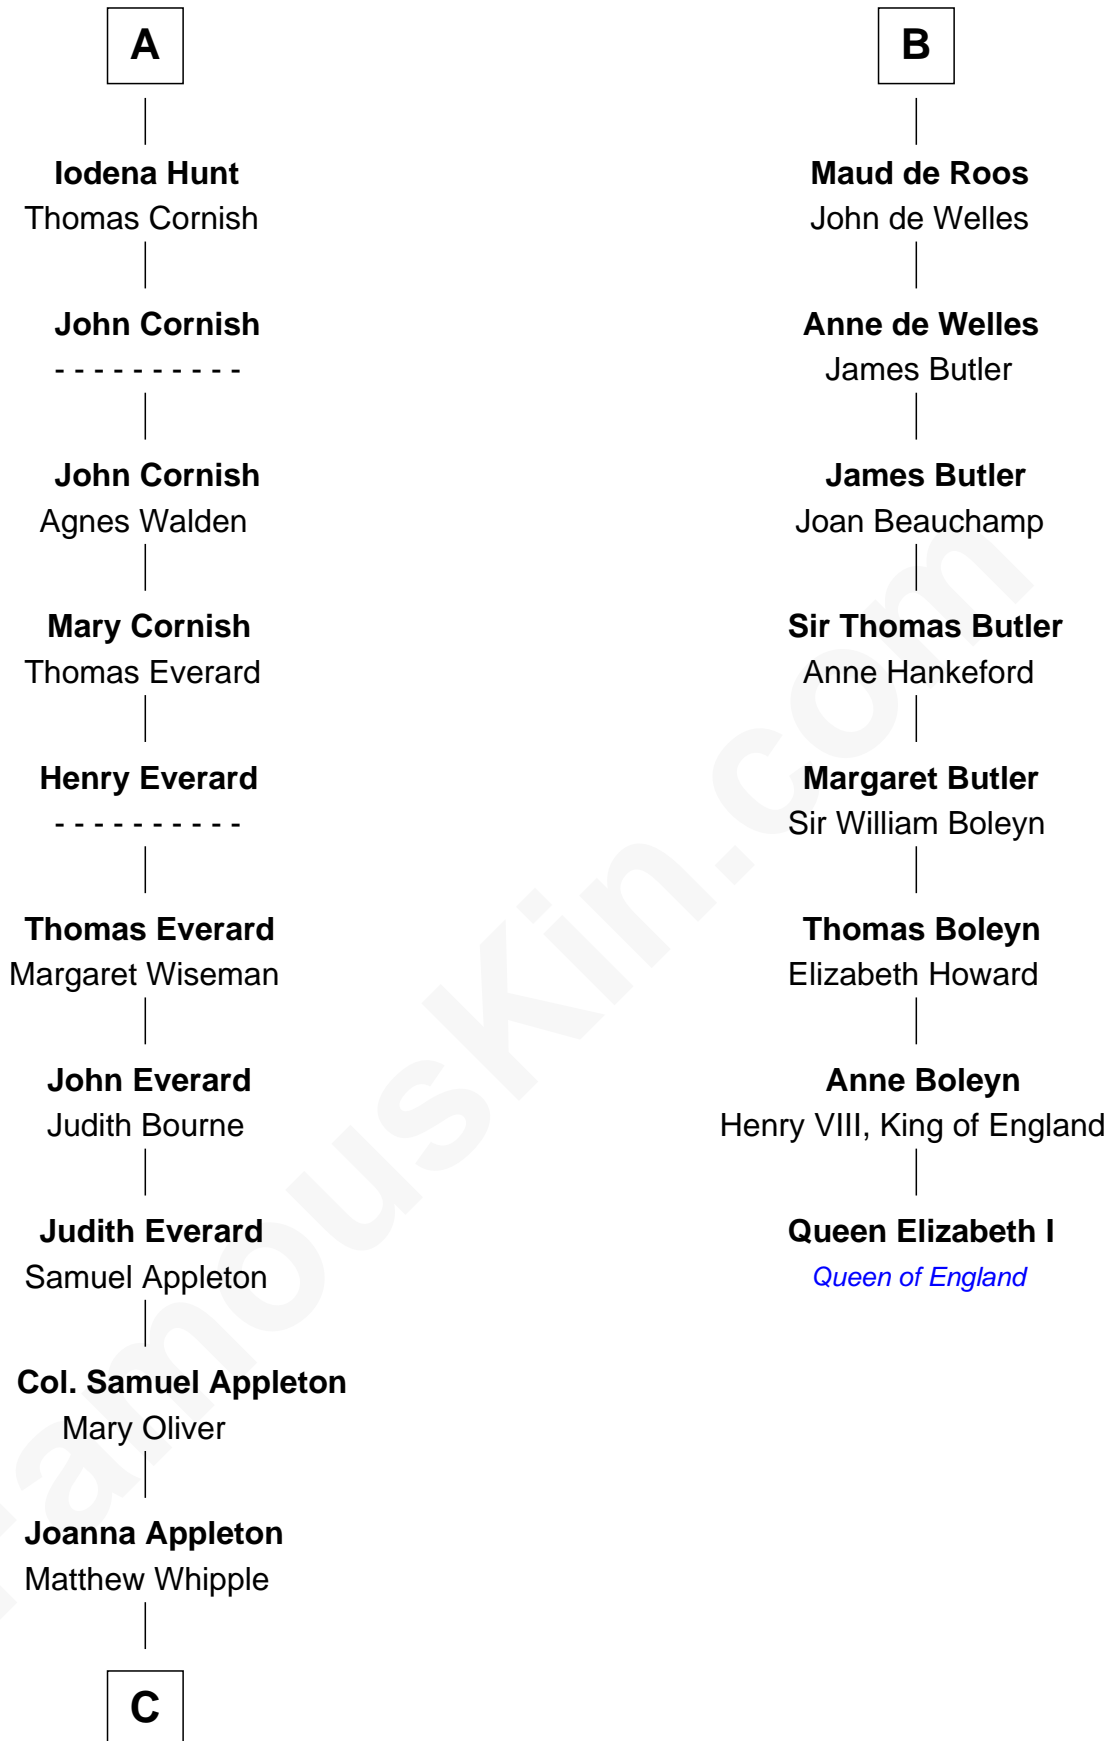 A
Iodena Hunt
Thomas Cornish
John Cornish
- - - - - - - - - -
John Cornish
Agnes Walden
Mary Cornish
Thomas Everard
Henry Everard
- - - - - - - - - -
Thomas Everard
Margaret Wiseman
John Everard
Judith Bourne
Judith Everard
Samuel Appleton
Col. Samuel Appleton
Mary Oliver
Joanna Appleton
Matthew Whipple
C
B
Maud de Roos
John de Welles
Anne de Welles
James Butler
James Butler
Joan Beauchamp
Sir Thomas Butler
Anne Hankeford
Margaret Butler
Sir William Boleyn
Thomas Boleyn
Elizabeth Howard
Anne Boleyn
Henry VIII, King of England
Queen Elizabeth I
Queen of England
FamousKin.com